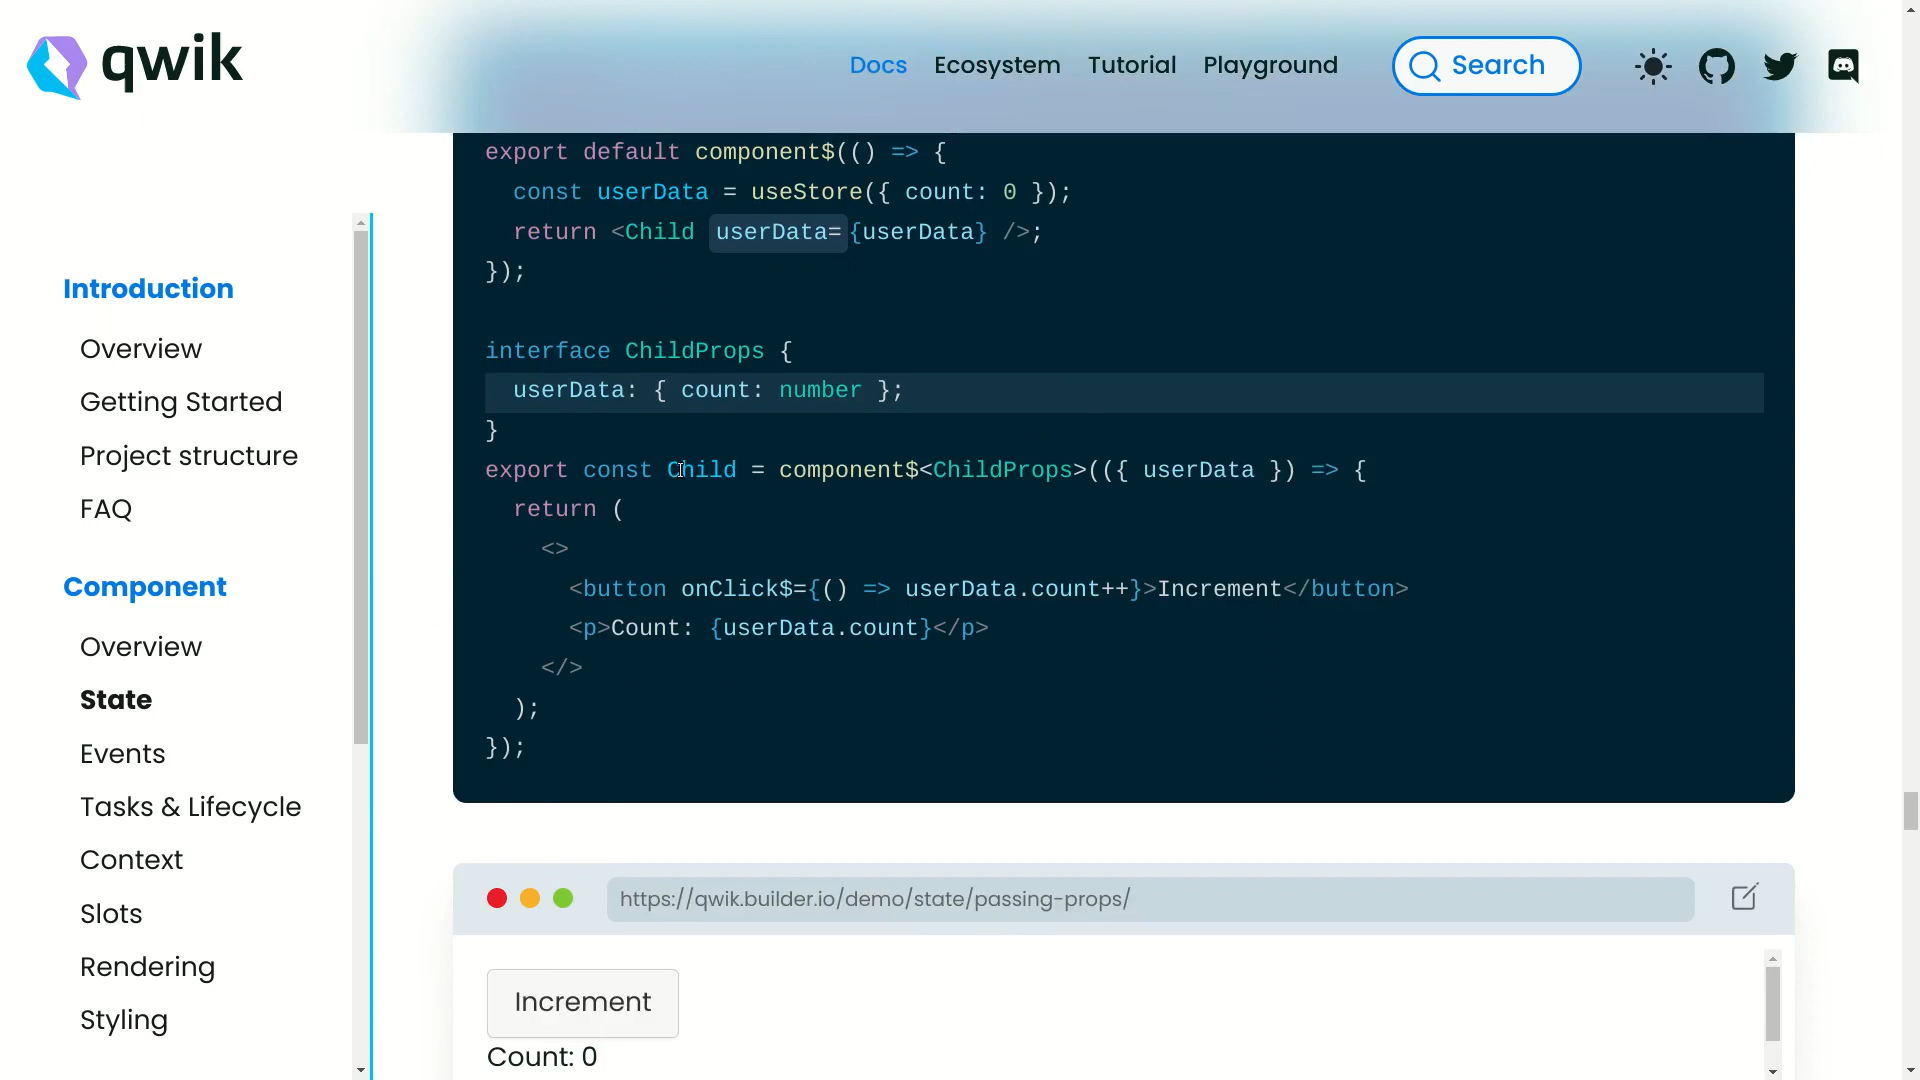 qwik
Docs
Ecosystem
Tutorial
Playground
Search
Introduction
Overview
Getting Started
Project structure
FAQ
Component
Overview
State
Events
Tasks & Lifecycle
Context
Slots
Rendering
Styling
export default component$(() => {
  const userData = useStore({ count: 0 });
  return <Child userData={userData} />;
});
interface ChildProps {
  userData: { count: number };
}
export const Child = component$<ChildProps>(({ userData }) => {
  return (
    <>
      <button onClick$={() => userData.count++}>Increment</button>
      <p>Count: {userData.count}</p>
    </>
  );
});
https://qwik.builder.io/demo/state/passing-props/
Increment
Count: 0